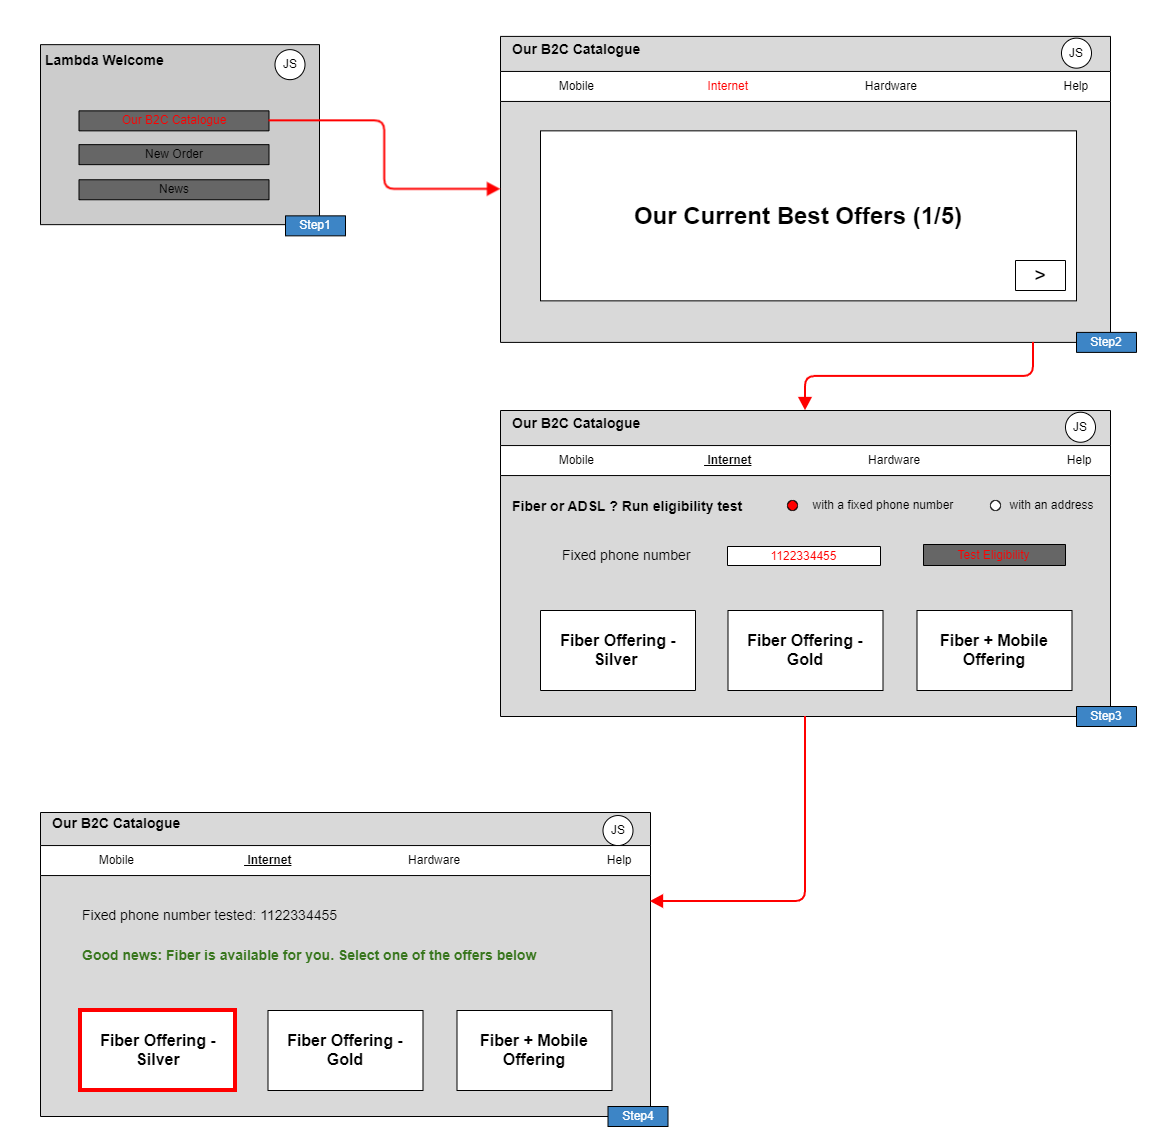 Lambda Welcome
JS
Our B2C Catalogue
New Order
News
Step1
Our B2C Catalogue
JS
Mobile
Internet
Hardware
Help
Our Current Best Offers (1/5)
>
Step2
Our B2C Catalogue
JS
Mobile
Internet
Hardware
Help
Fiber or ADSL ? Run eligibility test
with a fixed phone number
with an address
Fixed phone number
1122334455
Test Eligibility
Fiber Offering -
Silver
Fiber Offering -
Gold
Fiber + Mobile
Offering
Step3
Our B2C Catalogue
JS
Mobile
Internet
Hardware
Help
Fixed phone number tested: 1122334455
Good news: Fiber is available for you. Select one of the offers below
Fiber Offering -
Silver
Fiber Offering -
Gold
Fiber + Mobile
Offering
Step4